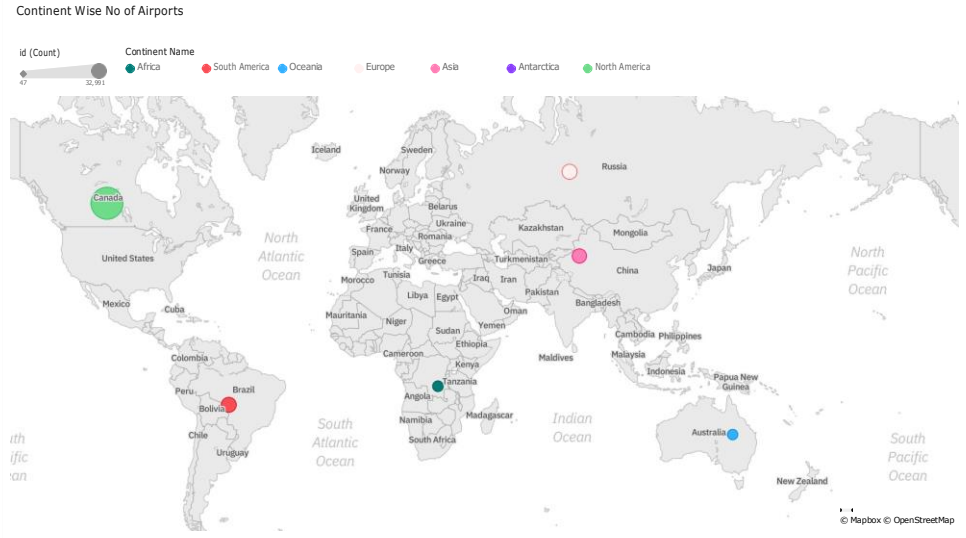 Continent Wise No of Airports
id (Count)
47
32,991
Continent Name
Africa
South America
Oceania
Europe
Asia
Antarctica
North America
Iceland
Sweden
Norway
Russia
Canada
United
Kingdom
Belarus
Ukraine
France
Romania
Kazakhstan
Mongolia
North
Atlantic
Ocean
Spain
Italy
Greece
Turkmenistan
United States
China
Japan
North
Pacific
Ocean
Morocco
Tunisia
Iraq
Iran
Pakistan
Libya
Egypt
Bangladesh
Mexico
Cuba
Mauritania
Niger
Oman
Yemen
Sudan
Ethiopia
Cambodia
Philippines
Colombia
Cameroon
Kenya
Maldives
Malaysia
Indonesia
Papua New
Guinea
Peru
Brazil
Tanzania
Angola
Bolivia
Madagascar
Namibia
Indian
Ocean
Australia
Chile
South
Atlantic
Ocean
South Africa
Uruguay
South
Pacific
Ocean
uth
ific
an
New Zealand
© Mapbox © OpenStreetMap